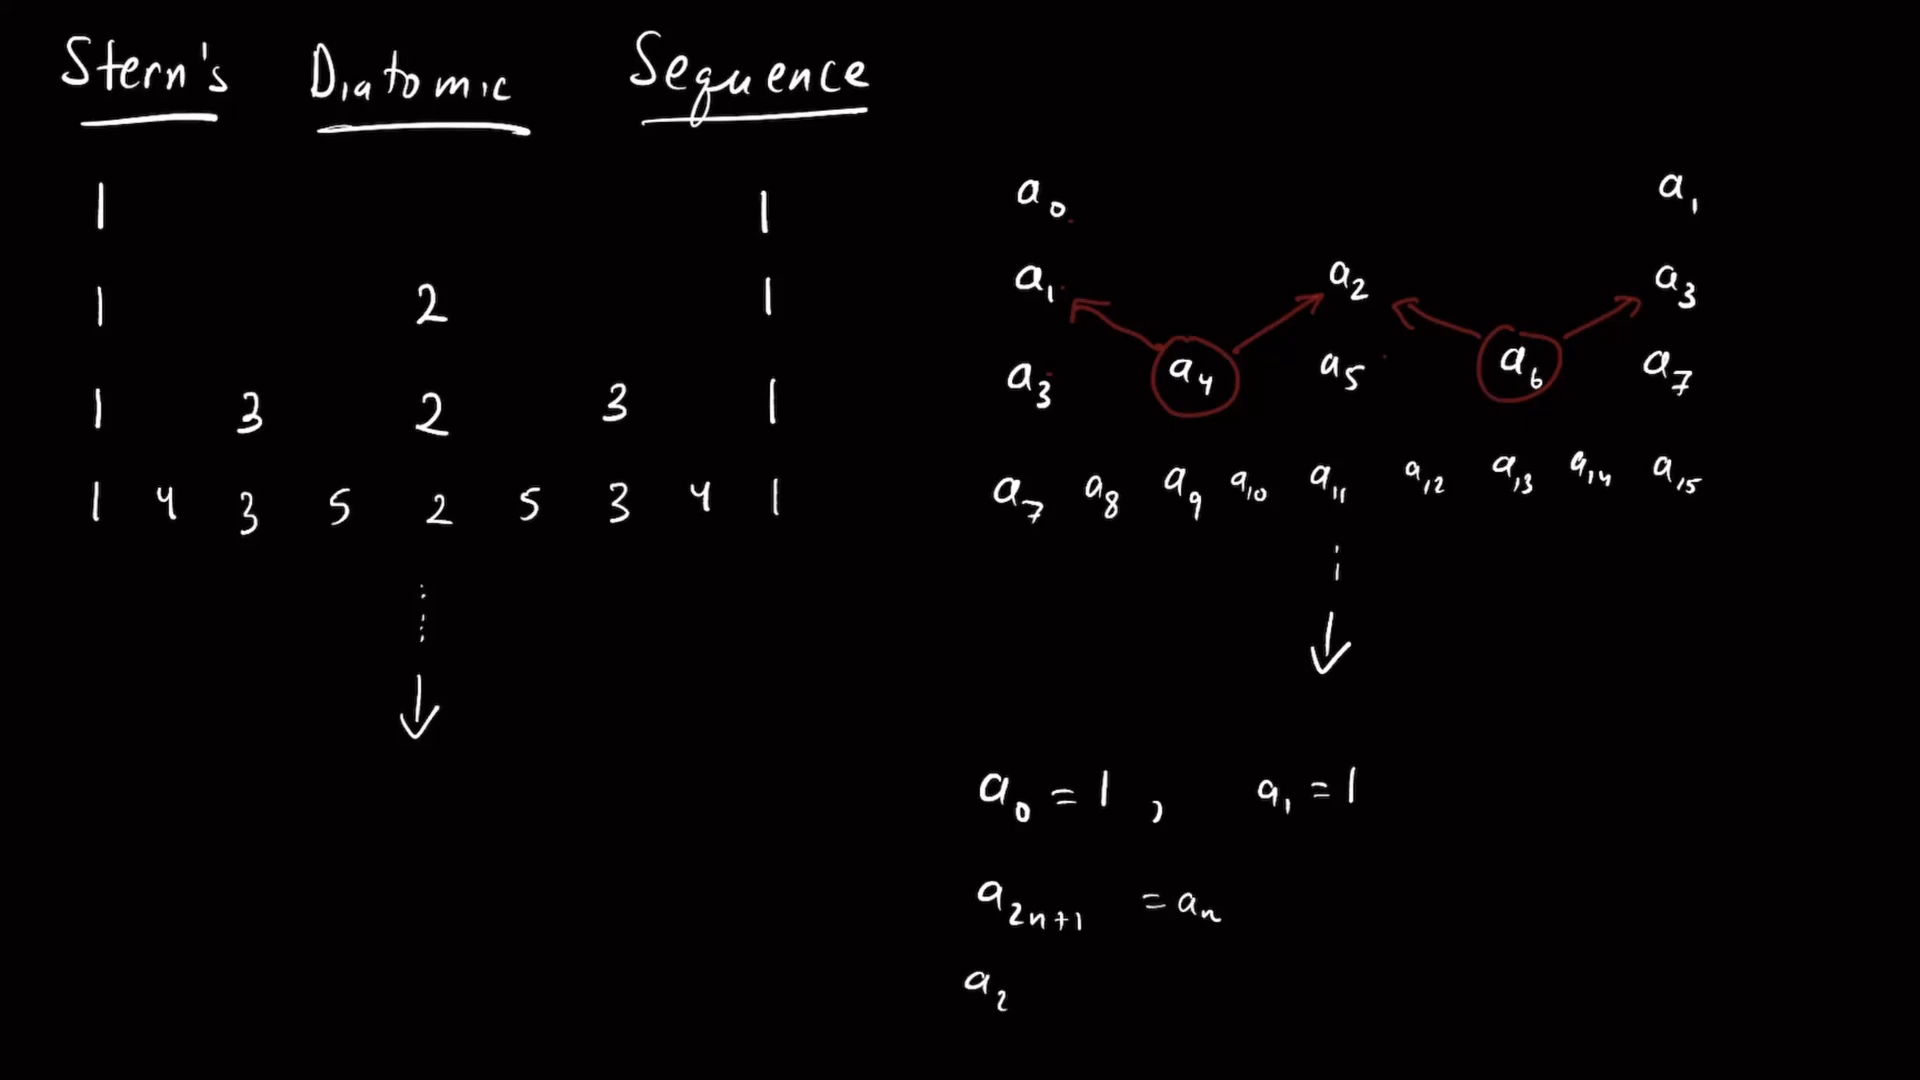 Stern's Diatomic Sequence
1 1
1 2 1
1 3 2 3 1
1 4 3 5 2 5 3 4 1
a₀ a₁
a₁ a₂ a₃
a₃ a₄ a₅ a₆ a₇
a₇ a₈ a₉ a₁₀ a₁₁ a₁₂ a₁₃ a₁₄ a₁₅
a₀ = 1 , a₁ = 1
a₂ₙ₊₁ = aₙ
a₂